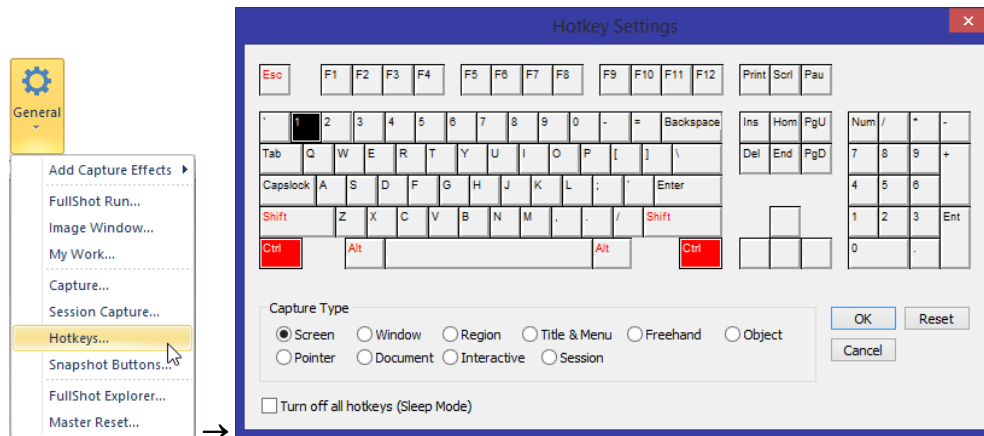 General
Add Capture Effects
FullShot Run...
Image Window...
My Work...
Capture...
Session Capture...
Hotkeys...
Snapshot Buttons...
FullShot Explorer...
Master Reset...
→
Hotkey Settings
Esc F1 F2 F3 F4 F5 F6 F7 F8 F9 F10 F11 F12 Print Scrl Pau
` 1 2 3 4 5 6 7 8 9 0 - = Backspace Ins Hom PgU Num / * -
Tab Q W E R T Y U I O P [ ] \ Del End PgD 7 8 9 +
Capslock A S D F G H J K L ; ' Enter 4 5 6
Shift Z X C V B N M , . / Shift 1 2 3 Ent
Ctrl Alt Alt Ctrl 0 .
Capture Type
Screen Window Region Title & Menu Freehand Object
Pointer Document Interactive Session
OK Reset
Cancel
Turn off all hotkeys (Sleep Mode)